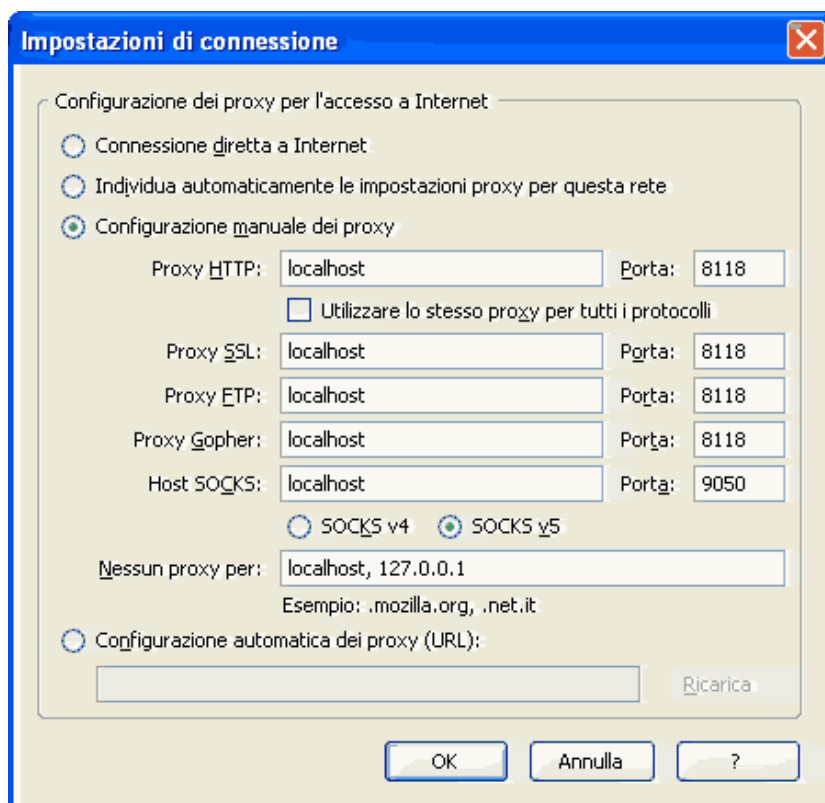 Impostazioni di connessione
Configurazione dei proxy per l'accesso a Internet
Connessione diretta a Internet
Individua automaticamente le impostazioni proxy per questa rete
Configurazione manuale dei proxy
Proxy HTTP: localhost Porta: 8118
Utilizzare lo stesso proxy per tutti i protocolli
Proxy SSL: localhost Porta: 8118
Proxy FTP: localhost Porta: 8118
Proxy Gopher: localhost Porta: 8118
Host SOCKS: localhost Porta: 9050
SOCKS v4 SOCKS v5
Nessun proxy per: localhost, 127.0.0.1
Esempio: .mozilla.org, .net.it
Configurazione automatica dei proxy (URL):
Ricarica
OK Annulla ?